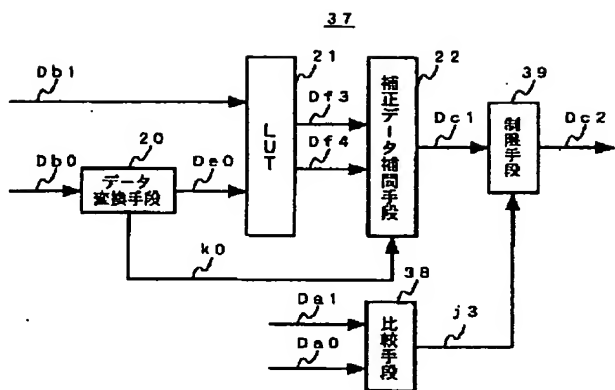 37
Db1
21
22
39
Df3
Df4
Dc1
Dc2
LUT
補正データ補間手段
制限手段
Db0
20
De0
データ
変換手段
k0
38
Da1
Da0
比較手段
j3